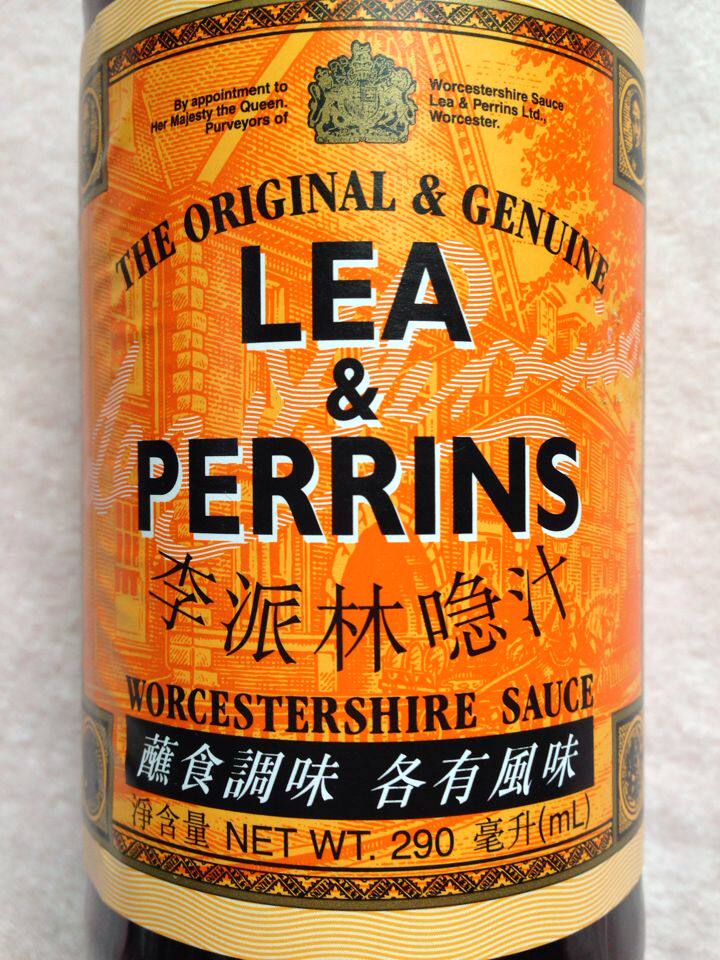 By appointment to
Her Majesty the Queen.
Purveyors of
Worcestershire Sauce
Lea & Perrins Ltd.,
Worcester.
THE ORIGINAL & GENUINE
LEA
&
PERRINS
李派林喼汁
WORCESTERSHIRE SAUCE
蘸食調味 各有風味
淨含量 NET WT. 290 毫升(mL)